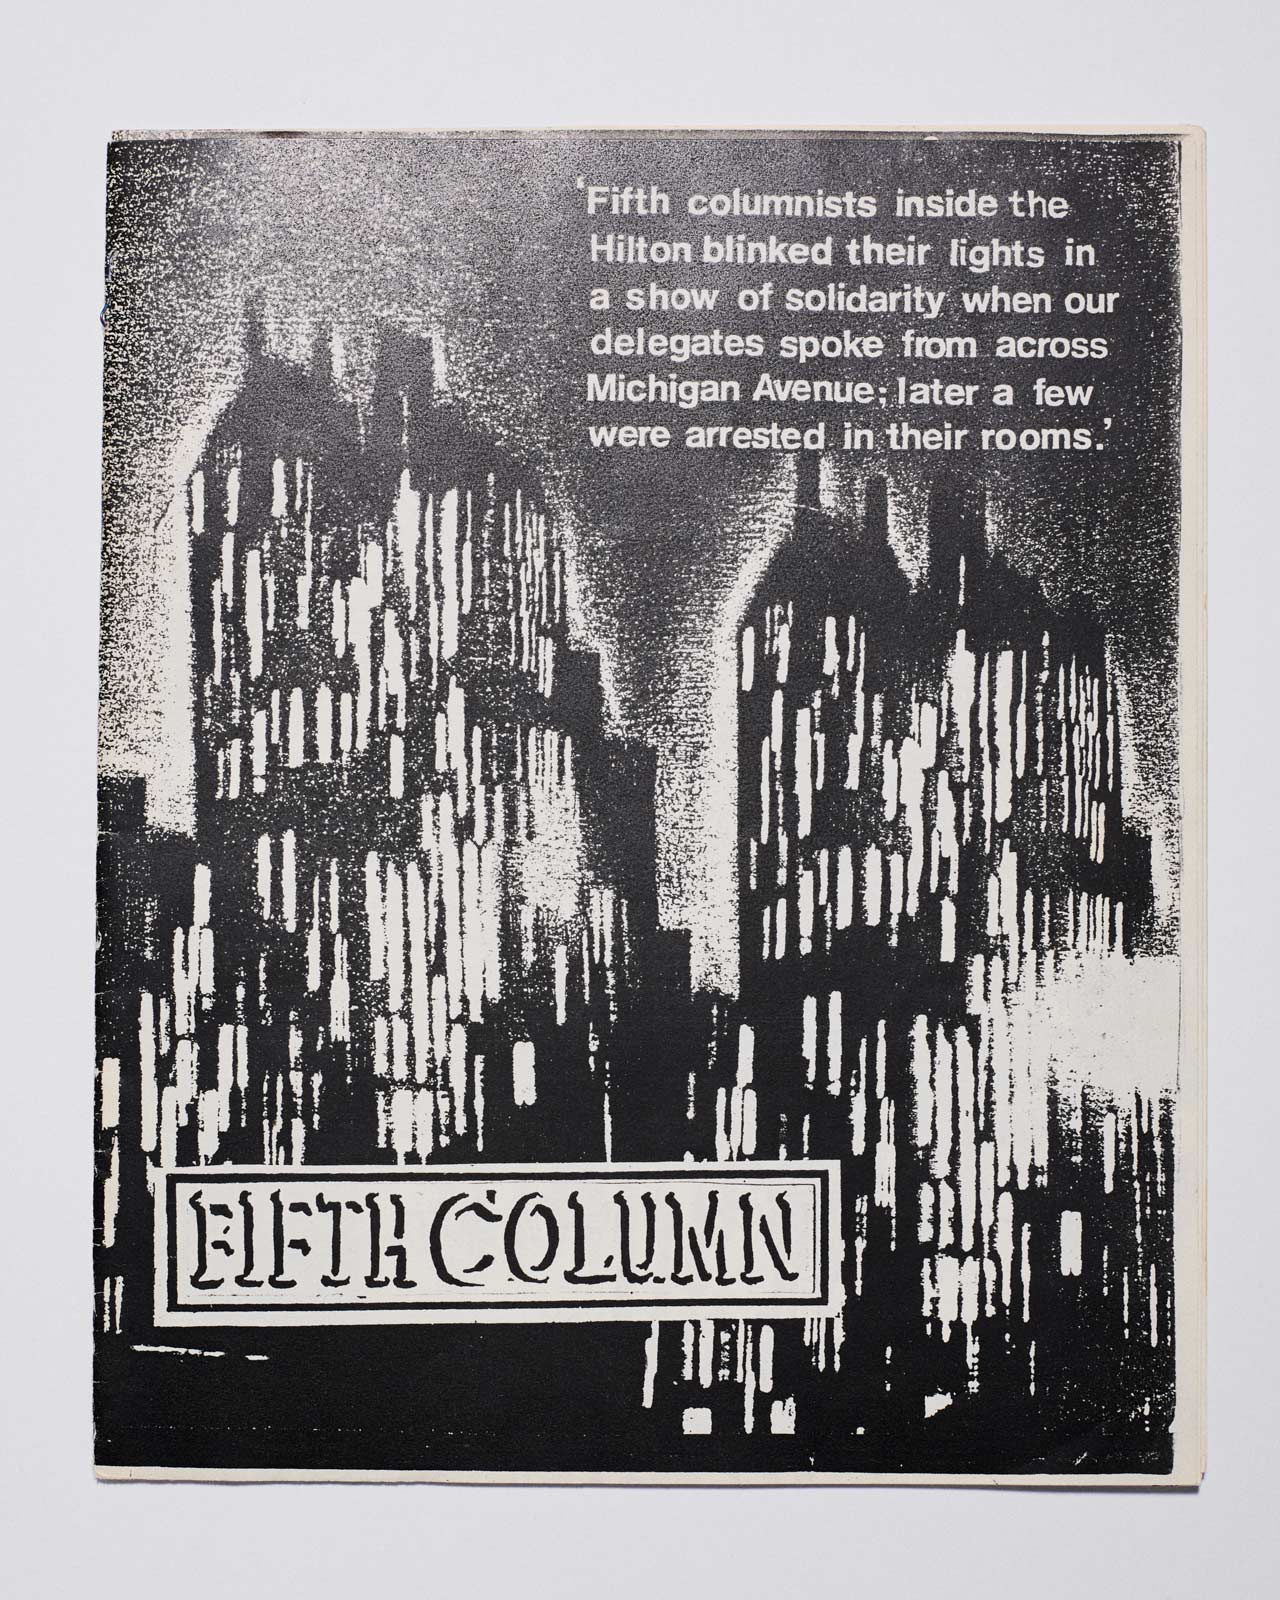 ‘Fifth columnists inside the
Hilton blinked their lights in
a show of solidarity when our
delegates spoke from across
Michigan Avenue; later a few
were arrested in their rooms.’
FIFTH COLUMN